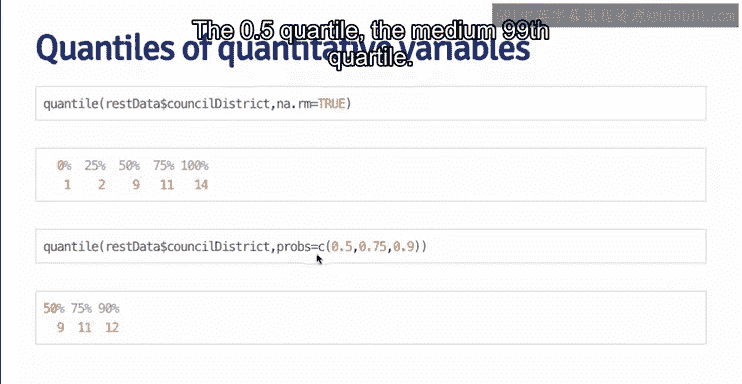 The 0.5 quartile, the medium 99th
quartile.
Quantiles of quantitative variables
quantile(restData$councilDistrict,na.rm=TRUE)
0% 25% 50% 75% 100%
1 2 9 11 14
quantile(restData$councilDistrict,probs=c(0.5,0.75,0.9))
50% 75% 90%
9 11 12